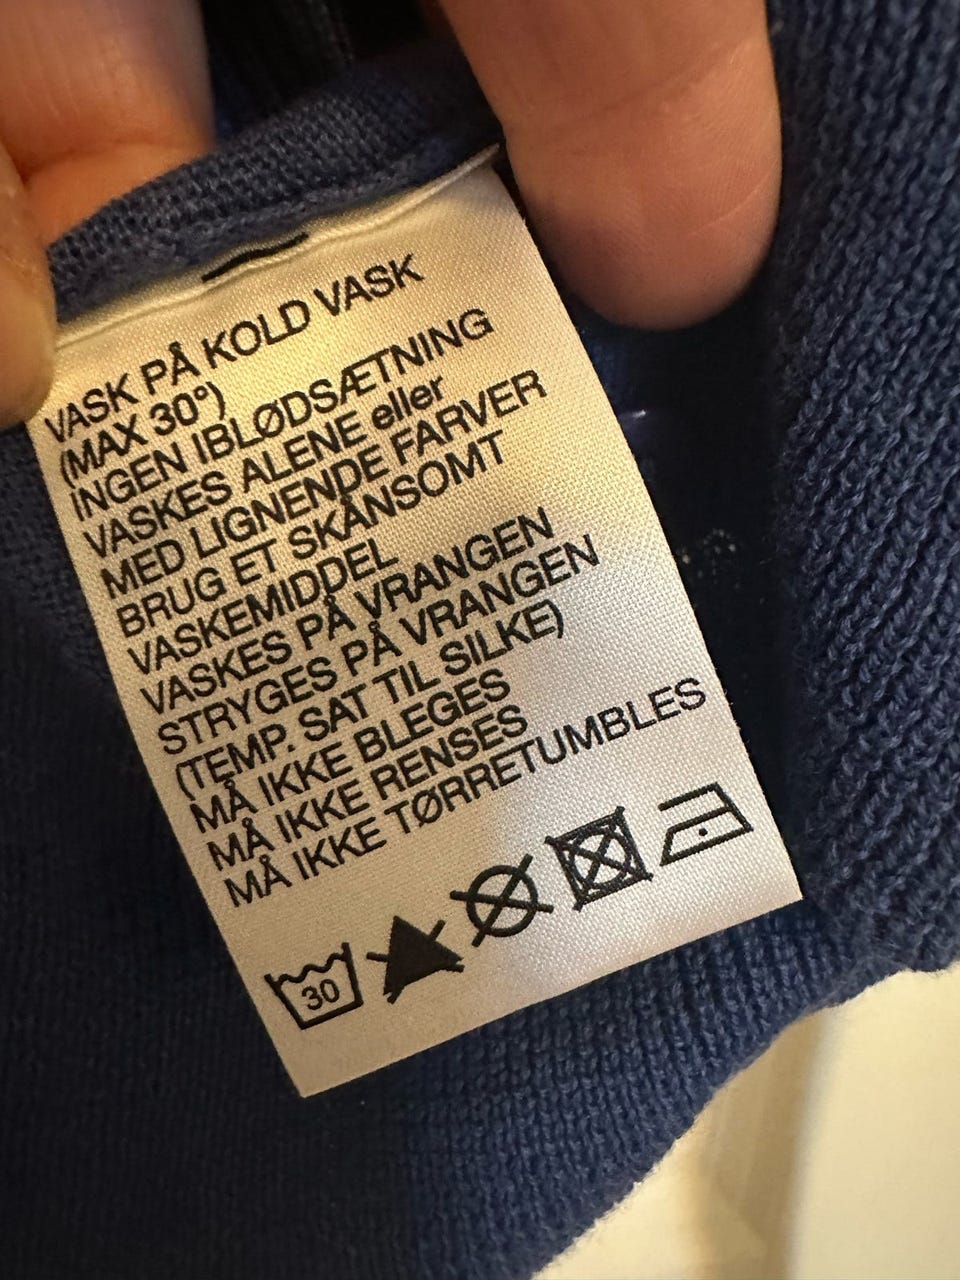 VASK PÅ KOLD VASK
(MAX 30°)
INGEN IBLØDSÆTNING
VASKES ALENE eller
MED LIGNENDE FARVER
BRUG ET SKÅNSOMT
VASKEMIDDEL
VASKES PÅ VRANGEN
STRYGES PÅ VRANGEN
(TEMP. SAT TIL SILKE)
MÅ IKKE BLEGES
MÅ IKKE RENSES
MÅ IKKE TØRRETUMBLES
30